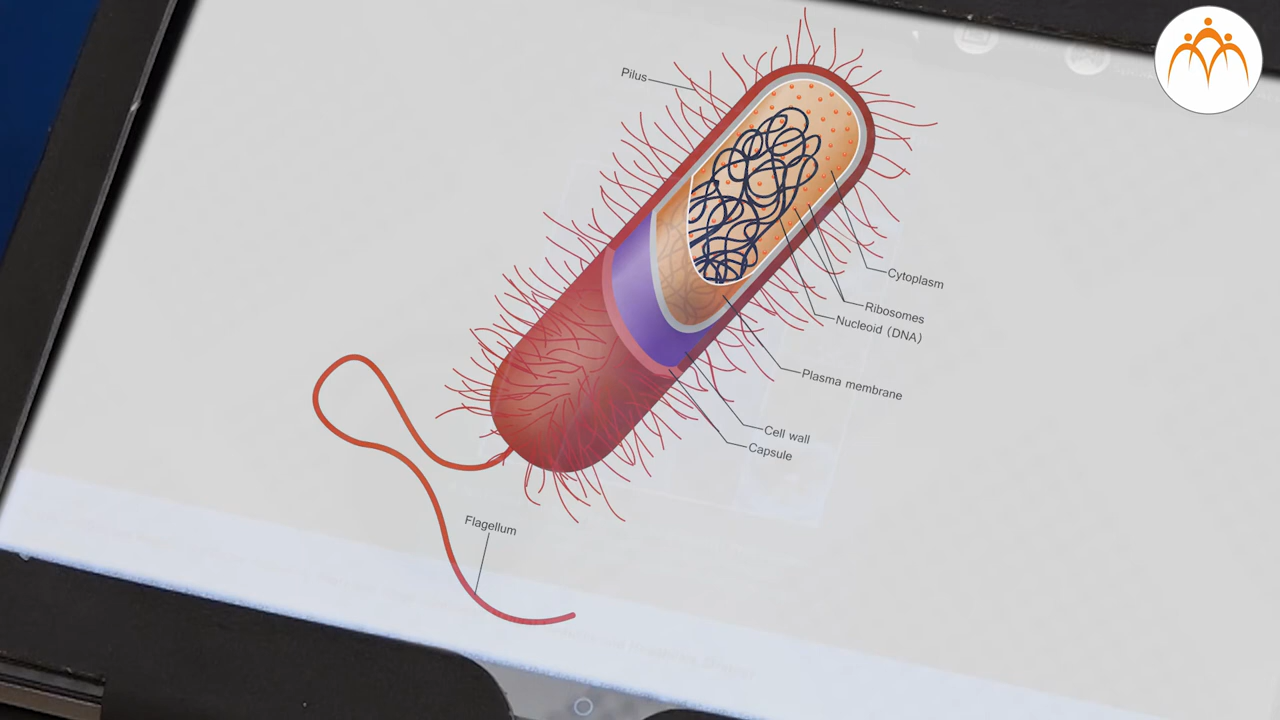 Pilus
Cytoplasm
Ribosomes
Nucleoid (DNA)
Plasma membrane
Cell wall
Capsule
Flagellum